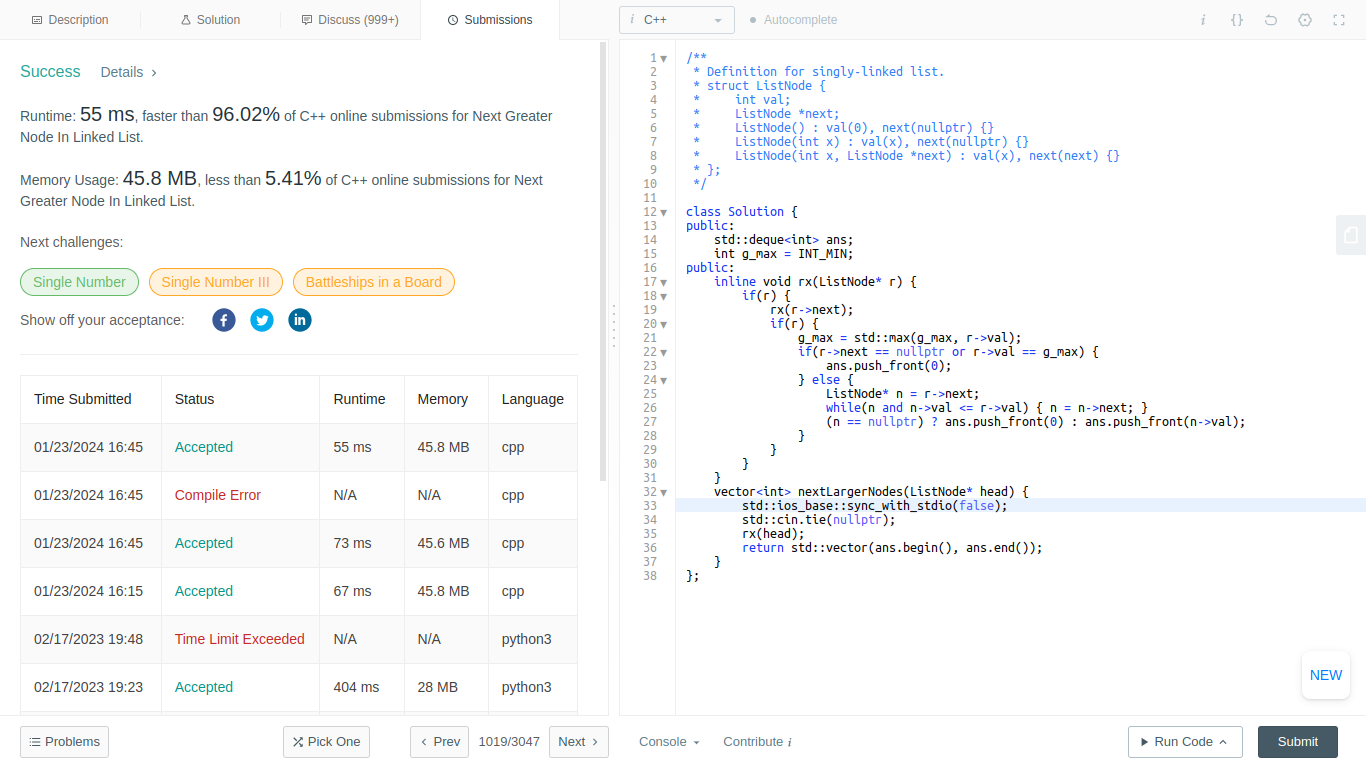 Description
Solution
Discuss (999+)
Submissions
i C++
Autocomplete
i {}
Success
Details ›
Runtime: 55 ms, faster than 96.02% of C++ online submissions for Next Greater
Node In Linked List.
Memory Usage: 45.8 MB, less than 5.41% of C++ online submissions for Next
Greater Node In Linked List.
Next challenges:
Single Number
Single Number III
Battleships in a Board
Show off your acceptance:
Time Submitted Status Runtime Memory Language
01/23/2024 16:45 Accepted 55 ms 45.8 MB cpp
01/23/2024 16:45 Compile Error N/A N/A cpp
01/23/2024 16:45 Accepted 73 ms 45.6 MB cpp
01/23/2024 16:15 Accepted 67 ms 45.8 MB cpp
02/17/2023 19:48 Time Limit Exceeded N/A N/A python3
02/17/2023 19:23 Accepted 404 ms 28 MB python3
1 /**
2  * Definition for singly-linked list.
3  * struct ListNode {
4  *     int val;
5  *     ListNode *next;
6  *     ListNode() : val(0), next(nullptr) {}
7  *     ListNode(int x) : val(x), next(nullptr) {}
8  *     ListNode(int x, ListNode *next) : val(x), next(next) {}
9  * };
10  */
11
12 class Solution {
13 public:
14     std::deque<int> ans;
15     int g_max = INT_MIN;
16 public:
17     inline void rx(ListNode* r) {
18         if(r) {
19             rx(r->next);
20             if(r) {
21                 g_max = std::max(g_max, r->val);
22                 if(r->next == nullptr or r->val == g_max) {
23                     ans.push_front(0);
24                 } else {
25                     ListNode* n = r->next;
26                     while(n and n->val <= r->val) { n = n->next; }
27                     (n == nullptr) ? ans.push_front(0) : ans.push_front(n->val);
28                 }
29             }
30         }
31     }
32     vector<int> nextLargerNodes(ListNode* head) {
33         std::ios_base::sync_with_stdio(false);
34         std::cin.tie(nullptr);
35         rx(head);
36         return std::vector(ans.begin(), ans.end());
37     }
38 };
NEW
Problems
Pick One
‹ Prev
1019/3047
Next ›
Console
Contribute i
Run Code
Submit